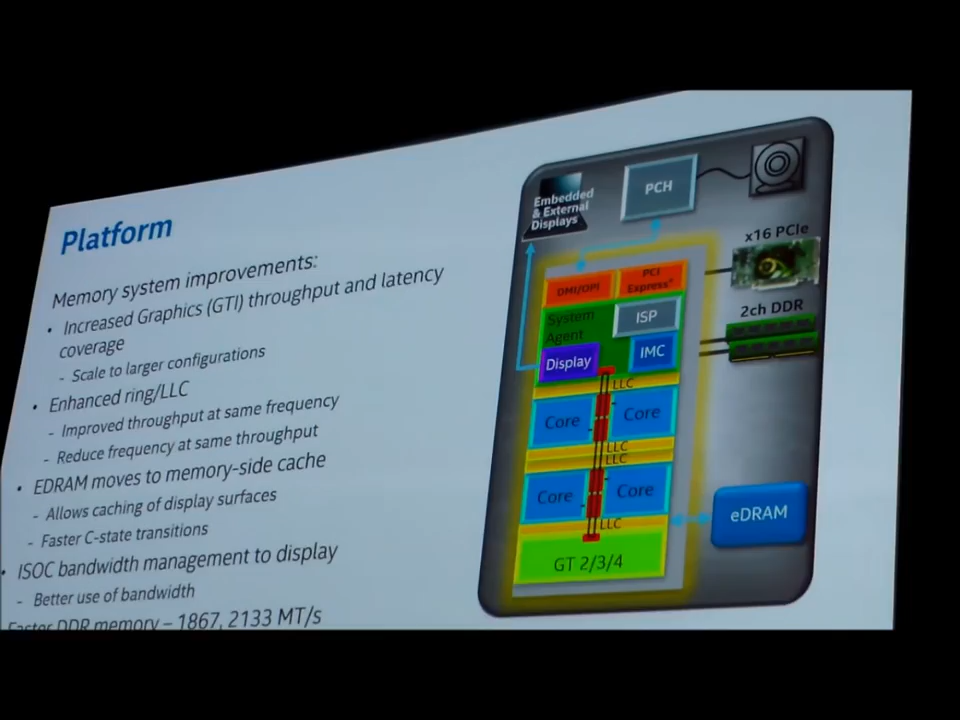 Platform
Memory system improvements:
• Increased Graphics (GTI) throughput and latency
coverage
- Scale to larger configurations
• Enhanced ring/LLC
- Improved throughput at same frequency
- Reduce frequency at same throughput
• EDRAM moves to memory-side cache
- Allows caching of display surfaces
- Faster C-state transitions
• ISOC bandwidth management to display
- Better use of bandwidth
Faster DDR memory – 1867, 2133 MT/s
Embedded
& External
Displays
PCH
x16 PCIe
2ch DDR
DMI/OPI
PCI
Express*
System
Agent
ISP
Display
IMC
LLC
Core
Core
LLC
LLC
Core
Core
LLC
GT 2/3/4
eDRAM